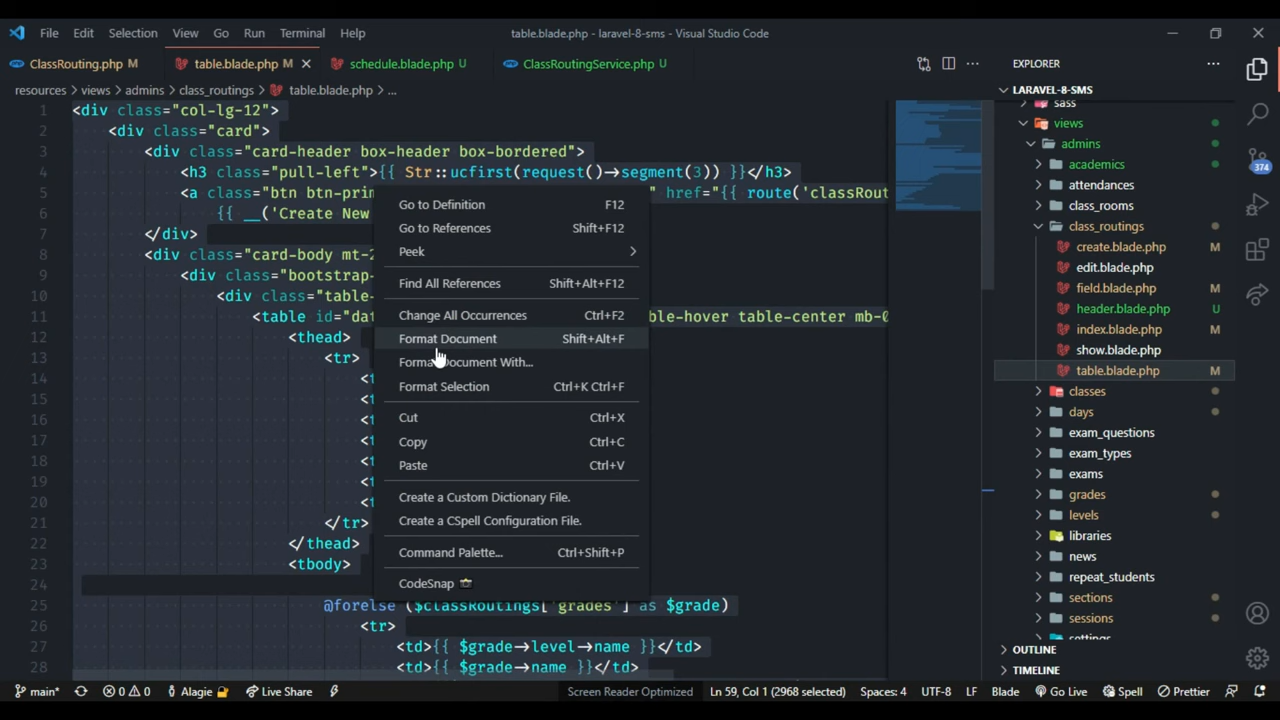 File Edit Selection View Go Run Terminal Help
table.blade.php - laravel-8-sms - Visual Studio Code
ClassRouting.php M
table.blade.php M
schedule.blade.php U
ClassRoutingService.php U
resources > views > admins > class_routings > table.blade.php > ...
1 <div class="col-lg-12">
2 <div class="card">
3 <div class="card-header box-header box-bordered">
4 <h3 class="pull-left">{{ Str::ucfirst(request()->segment(3)) }}</h3>
5 <a class="btn btn-prim " href="{{ route('classRout
6 {{ __('Create New
7 </div>
8 <div class="card-body mt-2
9 <div class="bootstrap-
10 <div class="table-
11 <table id="dat ble-hover table-center mb-0
12 <thead>
13 <tr>
14 <t
15 <t
16 <t
17 <t
18 <t
19 <t
20 <t
21 </tr>
22 </thead>
23 <tbody>
24
25 @forelse ($classRoutings['grades'] as $grade)
26 <tr>
27 <td>{{ $grade->level->name }}</td>
28 <td>{{ $grade->name }}</td>
Go to Definition F12
Go to References Shift+F12
Peek
Find All References Shift+Alt+F12
Change All Occurrences Ctrl+F2
Format Document Shift+Alt+F
Format Document With...
Format Selection Ctrl+K Ctrl+F
Cut Ctrl+X
Copy Ctrl+C
Paste Ctrl+V
Create a Custom Dictionary File.
Create a CSpell Configuration File.
Command Palette... Ctrl+Shift+P
CodeSnap
EXPLORER
LARAVEL-8-SMS
sass
views
admins
academics
attendances
class_rooms
class_routings
create.blade.php M
edit.blade.php
field.blade.php M
header.blade.php U
index.blade.php M
show.blade.php
table.blade.php M
classes
days
exam_questions
exam_types
exams
grades
levels
libraries
news
repeat_students
sections
sessions
settings
OUTLINE
TIMELINE
374
main* 0 0 Alagie Live Share
Screen Reader Optimized Ln 59, Col 1 (2968 selected) Spaces: 4 UTF-8 LF Blade Go Live Spell Prettier